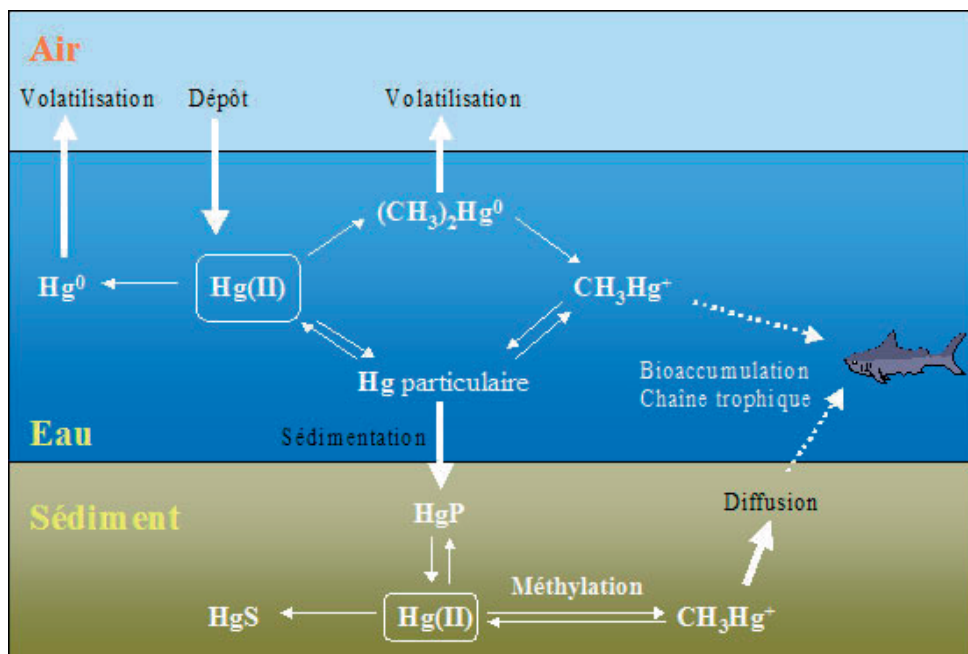 Air
Volatilisation
Dépôt
Volatilisation
(CH₃)₂Hg⁰
Hg⁰
Hg(II)
CH₃Hg⁺
Hg particulaire
Bioaccumulation
Chaîne trophique
Eau
Sédimentation
Sédiment
HgP
Diffusion
Méthylation
HgS
Hg(II)
CH₃Hg⁺